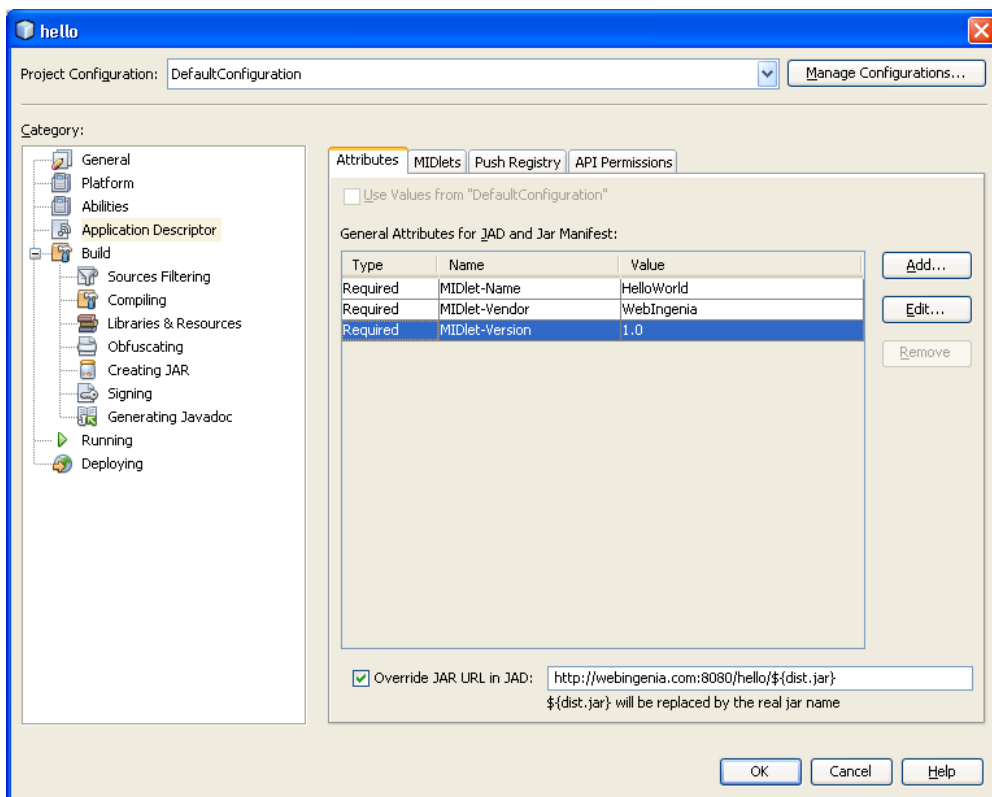 hello
Project Configuration: DefaultConfiguration Manage Configurations...
Category:
General
Platform
Abilities
Application Descriptor
Build
Sources Filtering
Compiling
Libraries & Resources
Obfuscating
Creating JAR
Signing
Generating Javadoc
Running
Deploying
Attributes MIDlets Push Registry API Permissions
Use Values from "DefaultConfiguration"
General Attributes for JAD and Jar Manifest:
Type Name Value
Required MIDlet-Name HelloWorld
Required MIDlet-Vendor WebIngenia
Required MIDlet-Version 1.0
Add...
Edit...
Remove
Override JAR URL in JAD: http://webingenia.com:8080/hello/${dist.jar}
${dist.jar} will be replaced by the real jar name
OK Cancel Help